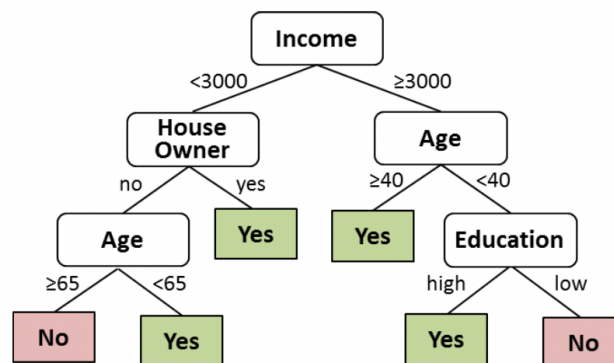 Income
<3000
≥3000
House
Owner
Age
no
yes
≥40
<40
Age
Yes
Yes
Education
≥65
<65
high
low
No
Yes
Yes
No